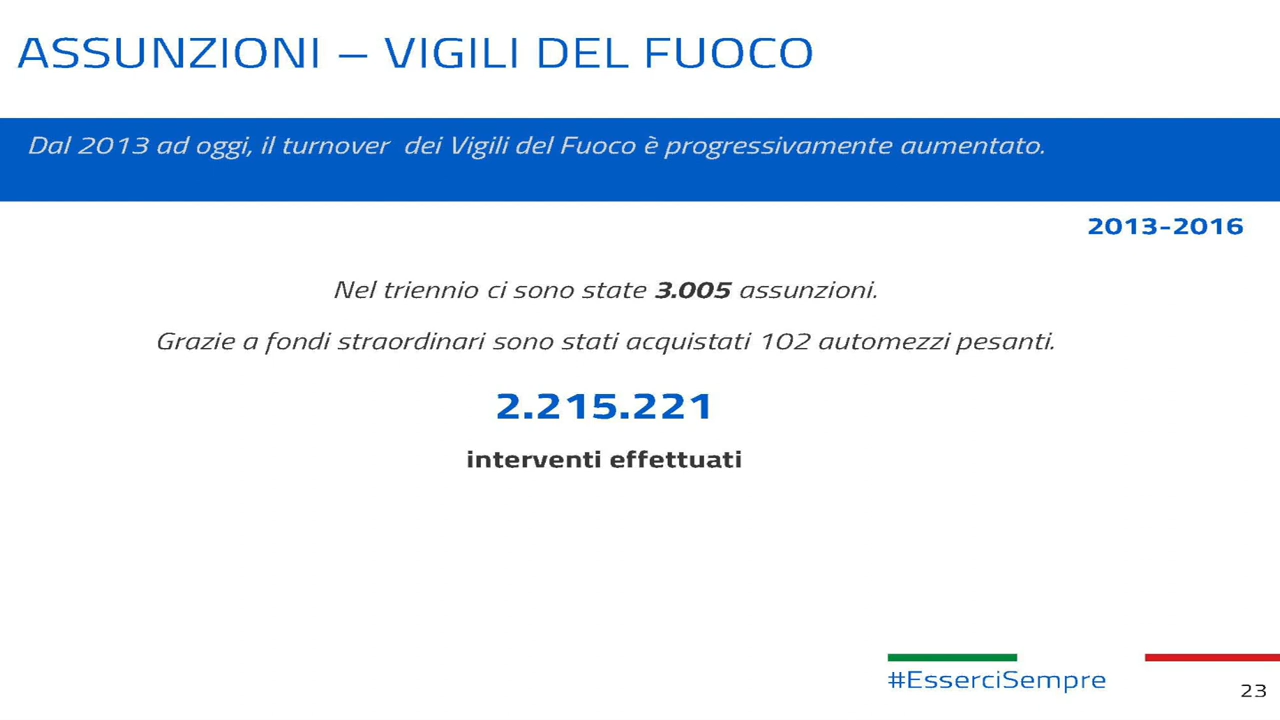 ASSUNZIONI – VIGILI DEL FUOCO
Dal 2013 ad oggi, il turnover dei Vigili del Fuoco è progressivamente aumentato.
2013-2016
Nel triennio ci sono state 3.005 assunzioni.
Grazie a fondi straordinari sono stati acquistati 102 automezzi pesanti.
2.215.221
interventi effettuati
#EsserciSempre
23